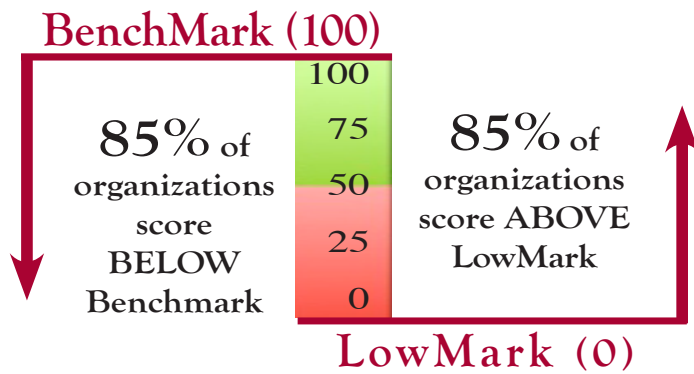 BenchMark (100)
100
75
50
25
0
85% of
organizations
score
BELOW
Benchmark
85% of
organizations
score ABOVE
LowMark
LowMark (0)